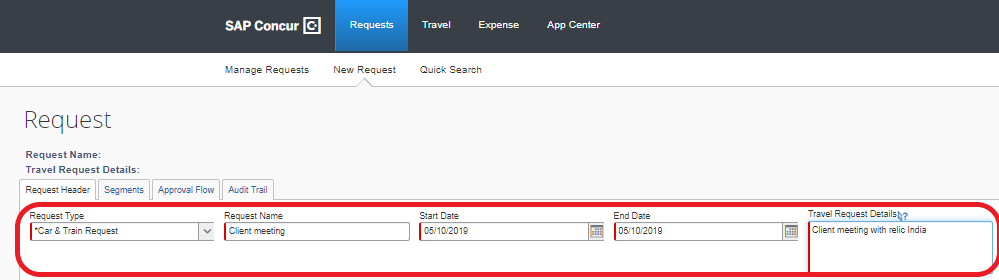 SAP Concur C Requests Travel Expense App Center
Manage Requests New Request Quick Search
Request
Request Name:
Travel Request Details:
Request Header Segments Approval Flow Audit Trail
Request Type Request Name Start Date End Date Travel Request Details ?
*Car & Train Request Client meeting 05/10/2019 05/10/2019 Client meeting with relic India